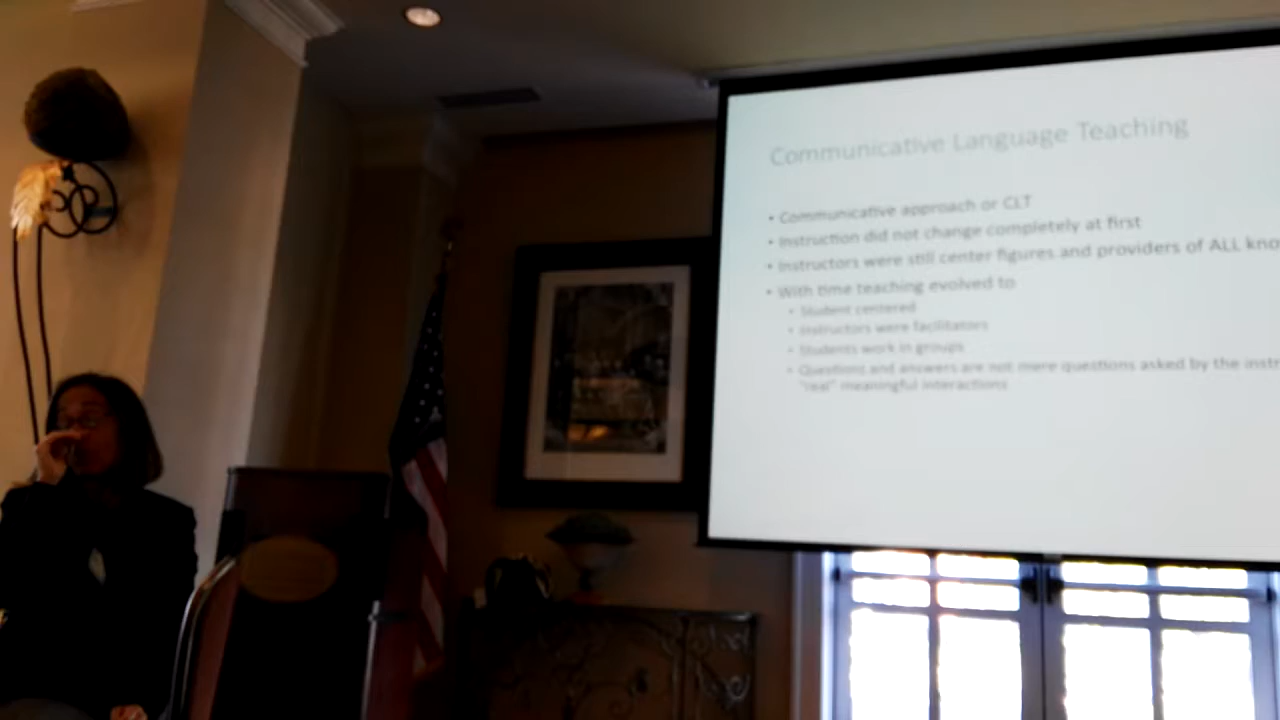 Communicative Language Teaching
• Communicative approach or CLT
• Instruction did not change completely at first
• Instructors were still center figures and providers of ALL kno
• With time teaching evolved to
• Student centered
• Instructors were facilitators
• Students work in groups
• Questions and answers are not mere questions asked by the instr
"real" meaningful interactions